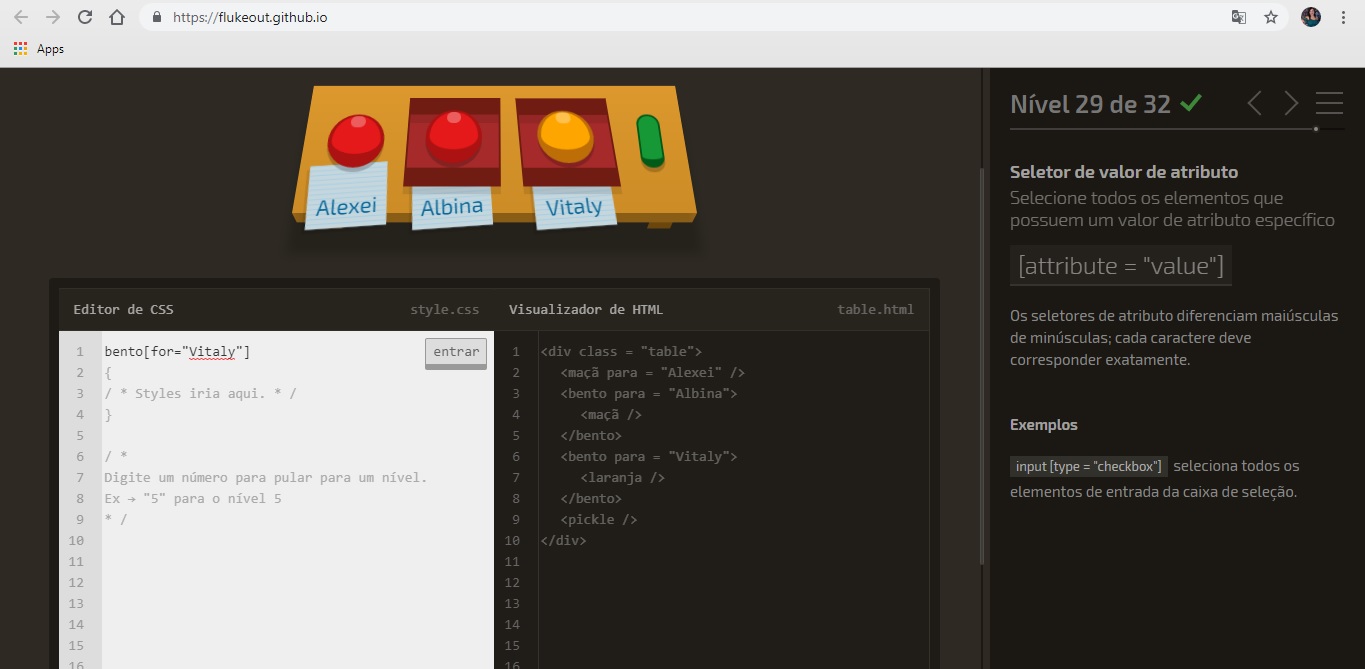 https://flukeout.github.io
Apps
Alexei
Albina
Vitaly
Editor de CSS
style.css
Visualizador de HTML
table.html
1 bento[for="Vitaly"]
entrar
2 {
3 / * Styles iria aqui. * /
4 }
5
6 / *
7 Digite um número para pular para um nível.
8 Ex → "5" para o nível 5
9 * /
10
11
12
13
14
15
16
1 <div class = "table">
2 <maçã para = "Alexei" />
3 <bento para = "Albina">
4 <maçã />
5 </bento>
6 <bento para = "Vitaly">
7 <laranja />
8 </bento>
9 <pickle />
10 </div>
11
12
13
14
15
16
Nível 29 de 32
Seletor de valor de atributo
Selecione todos os elementos que
possuem um valor de atributo específico
[attribute = "value"]
Os seletores de atributo diferenciam maiúsculas
de minúsculas; cada caractere deve
corresponder exatamente.
Exemplos
input [type = "checkbox"] seleciona todos os
elementos de entrada da caixa de seleção.